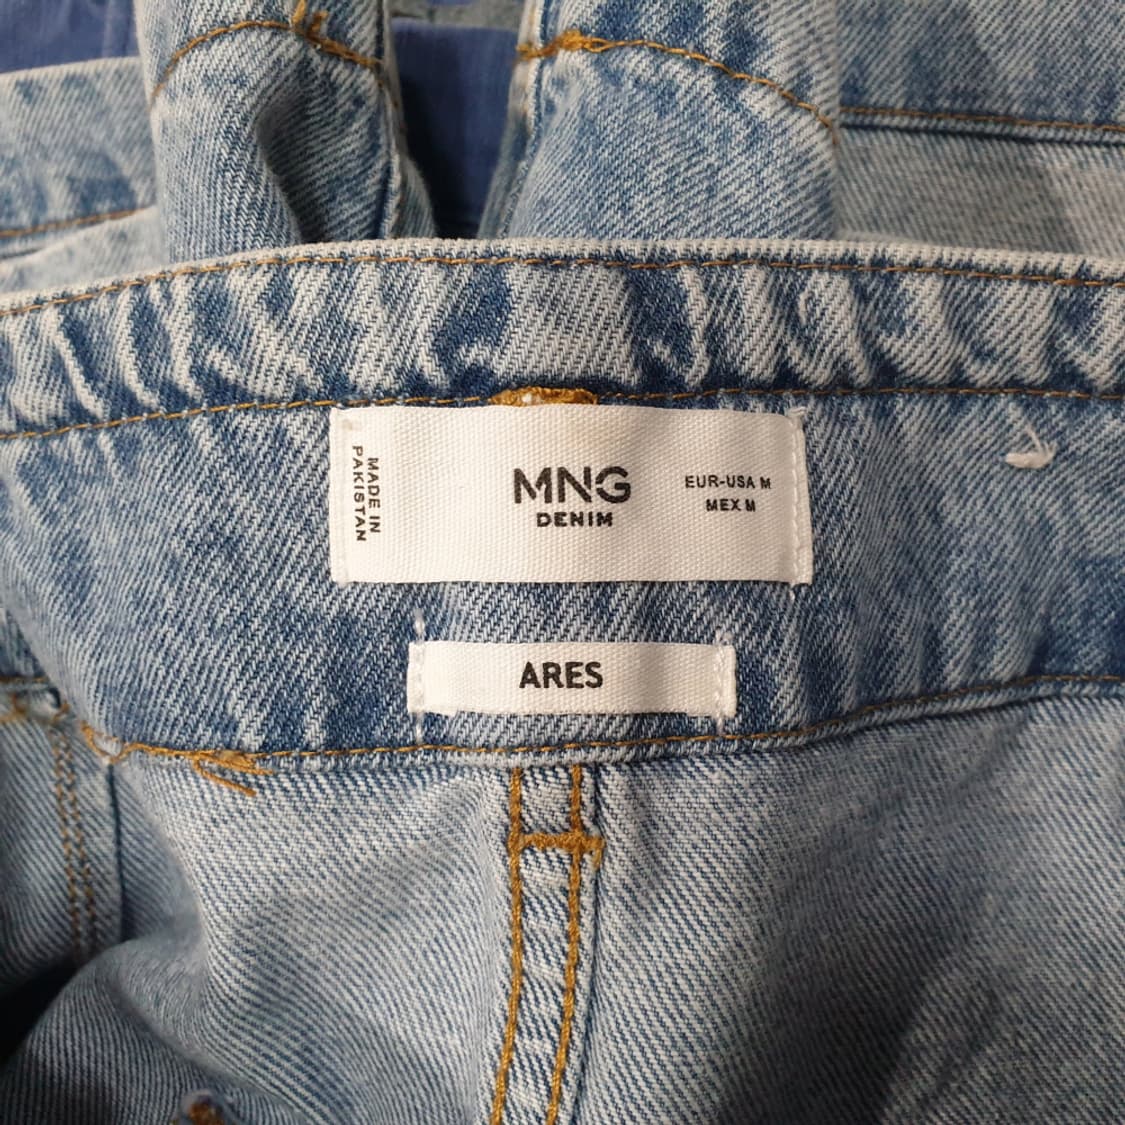 MADE IN
PAKISTAN
MNG
DENIM
EUR-USA M
MEX M
ARES